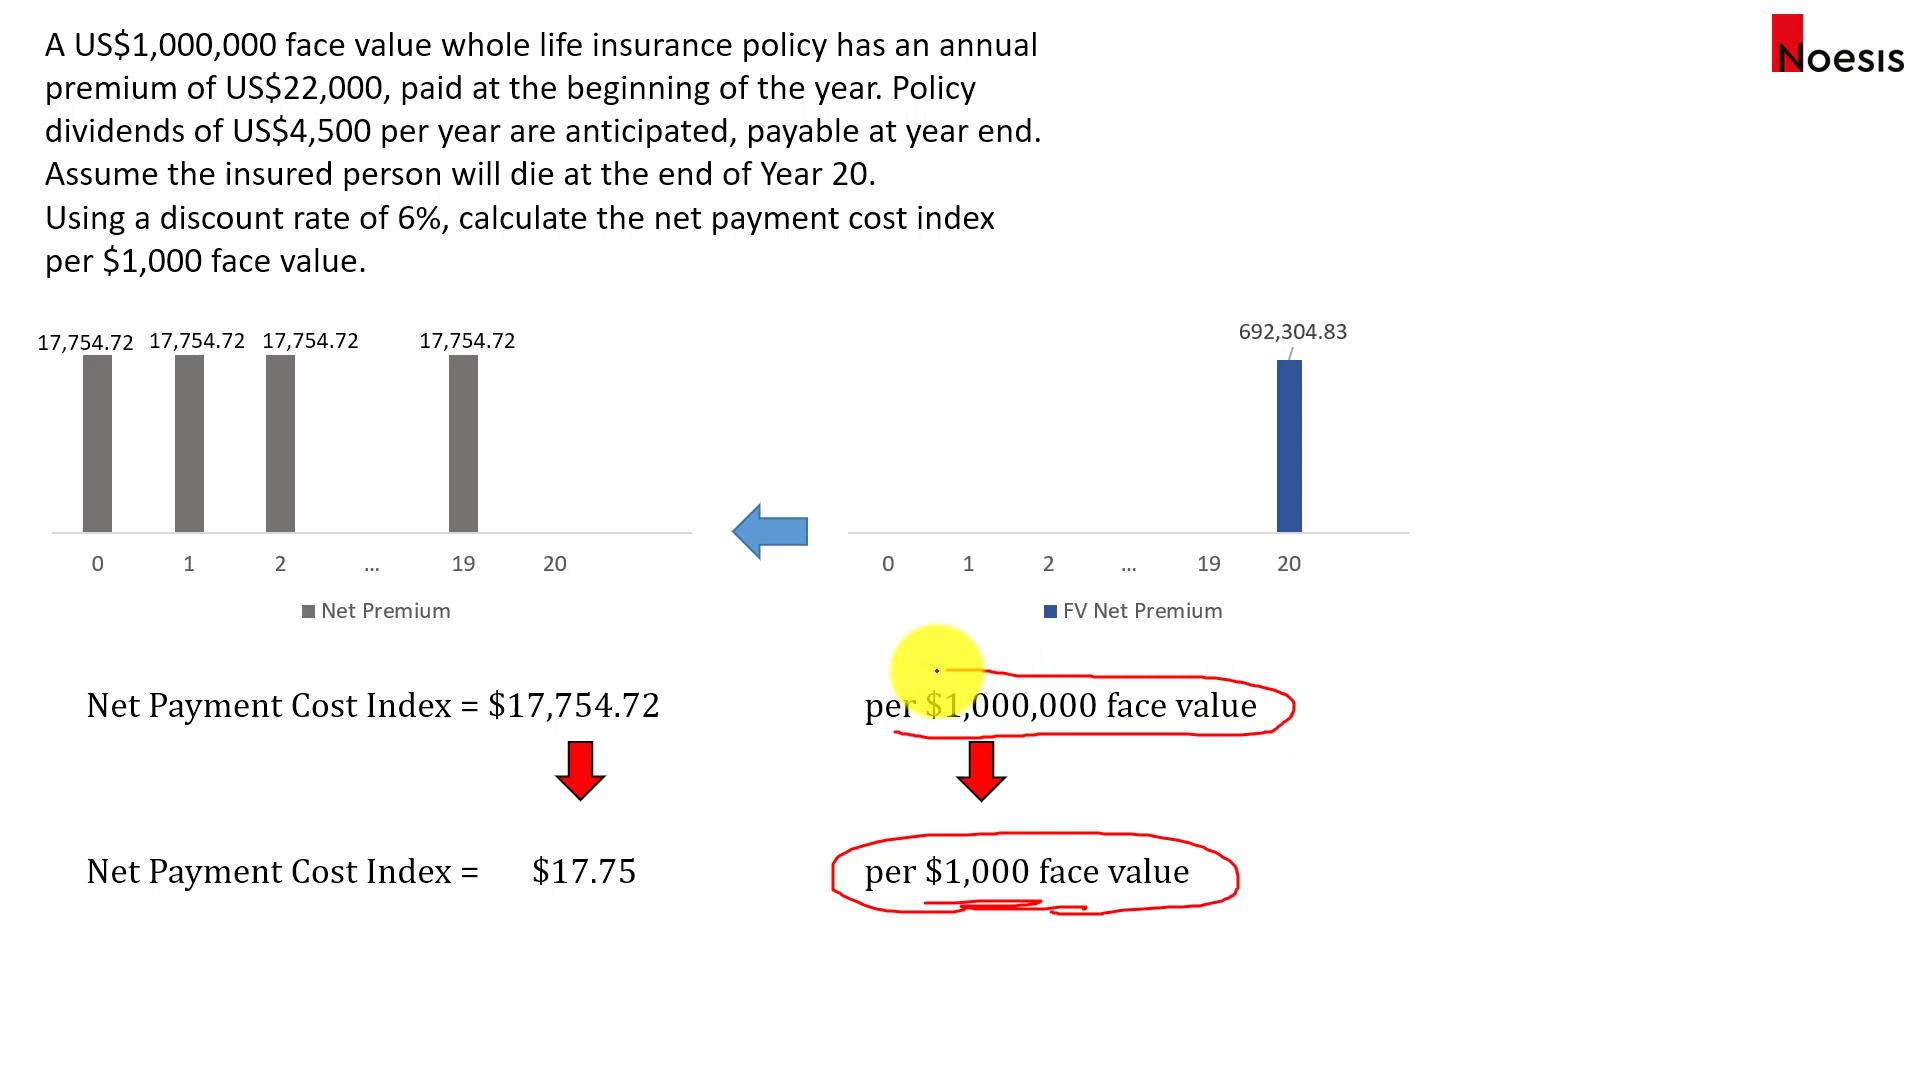 A US$1,000,000 face value whole life insurance policy has an annual
premium of US$22,000, paid at the beginning of the year. Policy
dividends of US$4,500 per year are anticipated, payable at year end.
Assume the insured person will die at the end of Year 20.
Using a discount rate of 6%, calculate the net payment cost index
per $1,000 face value.
Noesis
17,754.72 17,754.72 17,754.72 17,754.72
0 1 2 ... 19 20
Net Premium
692,304.83
0 1 2 ... 19 20
FV Net Premium
Net Payment Cost Index = $17,754.72 per $1,000,000 face value
Net Payment Cost Index = $17.75 per $1,000 face value